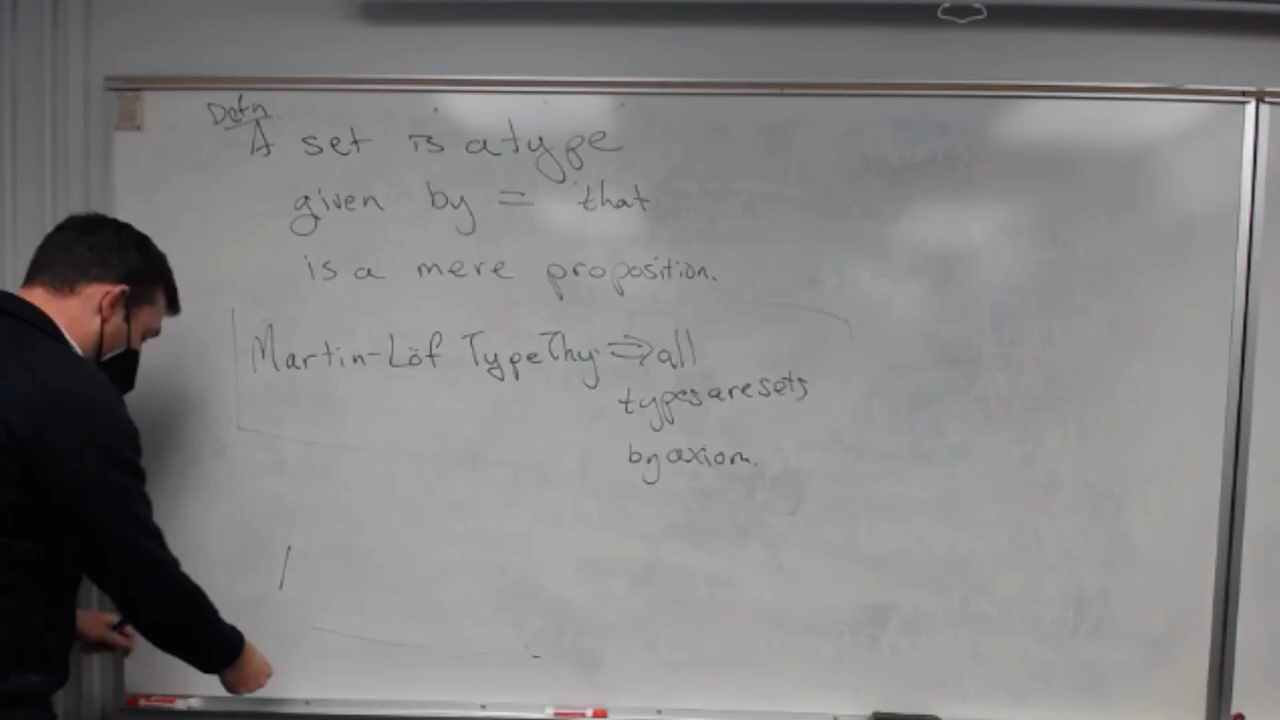 Defn
A set is a type
given by = that
is a mere proposition.
Martin-Löf Type Thy. ⇒ all
types are sets
by axiom.